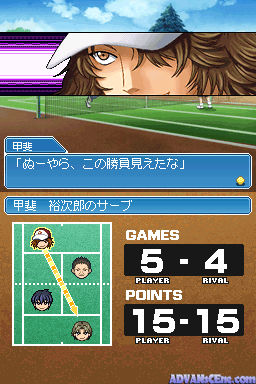 甲斐
「ぬーやら、この勝負見えたな」
甲斐 裕次郎のサーブ
GAMES
5 - 4
PLAYER RIVAL
POINTS
15-15
PLAYER RIVAL
ADVANSCENE.com